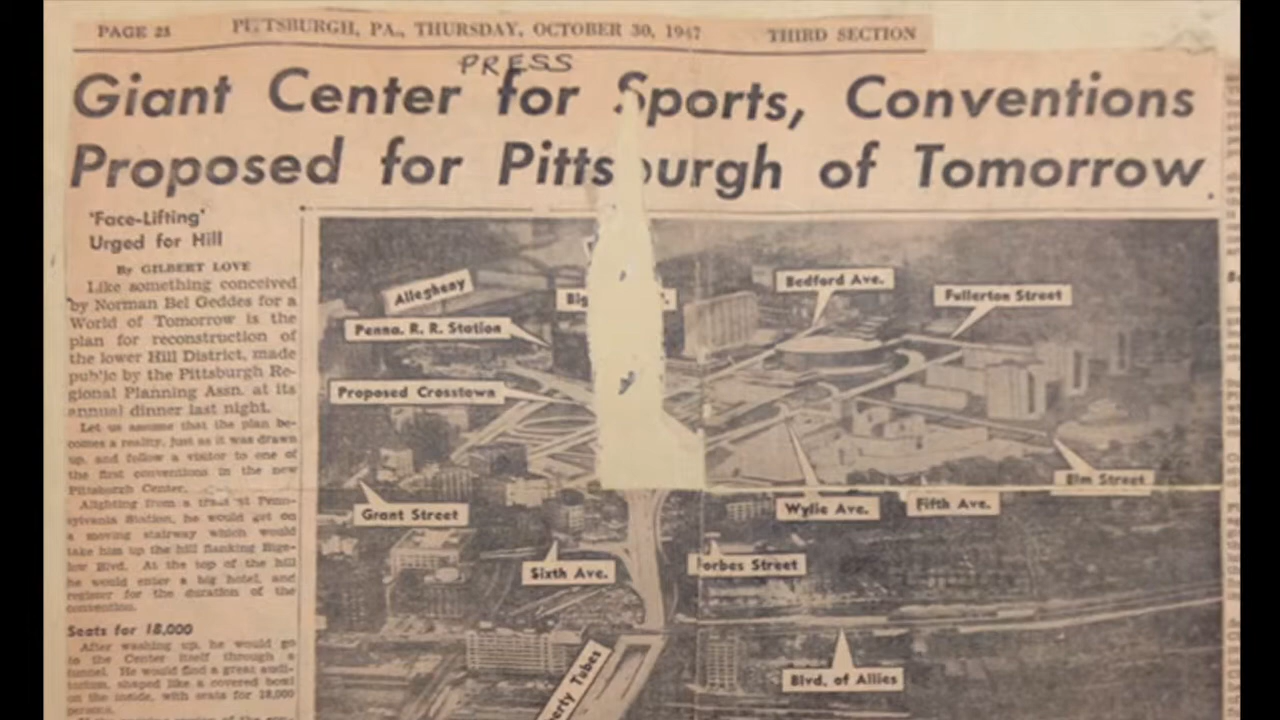 PAGE 25 PITTSBURGH, PA., THURSDAY, OCTOBER 30, 1947 THIRD SECTION
PRESS
Giant Center for Sports, Conventions
Proposed for Pitts urgh of Tomorrow
'Face-Lifting'
Urged for Hill
By GILBERT LOVE
Like something conceived
by Norman Bel Geddes for a
World of Tomorrow is the
plan for reconstruction of
the lower Hill District, made
public by the Pittsburgh Re-
gional Planning Assn. at its
annual dinner last night.
Let us assume that the plan be-
comes a reality, just as it was drawn
up, and follow a visitor to one of
the first conventions in the new
Pittsburgh Center.
Alighting from a train at Penn-
sylvania Station, he would get on
a moving stairway which would
take him up the hill flanking Bige-
low Blvd. At the top of the hill
he would enter a big hotel, and
register for the duration of the
convention.
Seats for 18,000
After washing up, he would go
to the Center itself through a
tunnel. He would find a great audi-
torium, shaped like a covered bowl
on the inside, with seats for 18,000
persons.
Allegheny
Big
Bedford Ave.
Fullerton Street
Penna. R. R. Station
Proposed Crosstown
Grant Street
Elm Street
Wylie Ave.
Fifth Ave.
Sixth Ave.
Forbes Street
Blvd. of Allies
erty Tubes